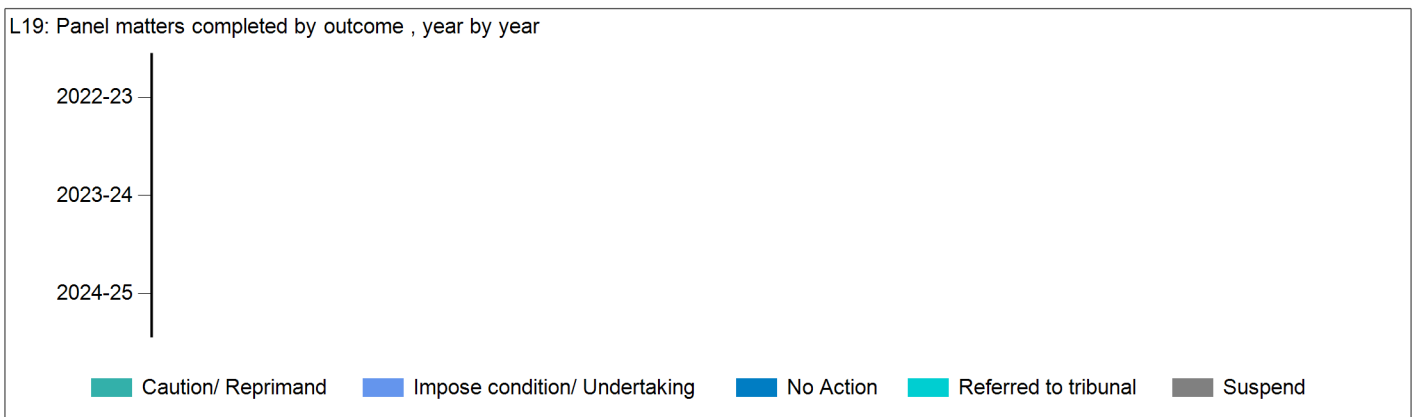 L19: Panel matters completed by outcome , year by year
2022-23
2023-24
2024-25
Caution/ Reprimand Impose condition/ Undertaking No Action Referred to tribunal Suspend